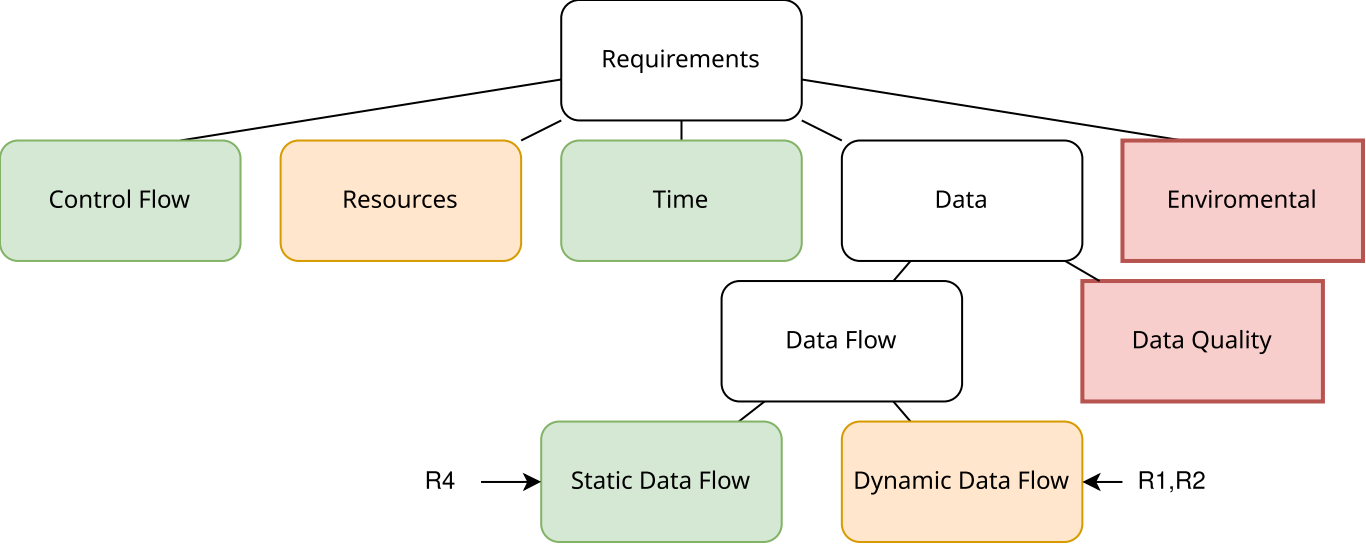 Requirements
Control Flow
Resources
Time
Data
Enviromental
Data Flow
Data Quality
R4
Static Data Flow
Dynamic Data Flow
R1,R2